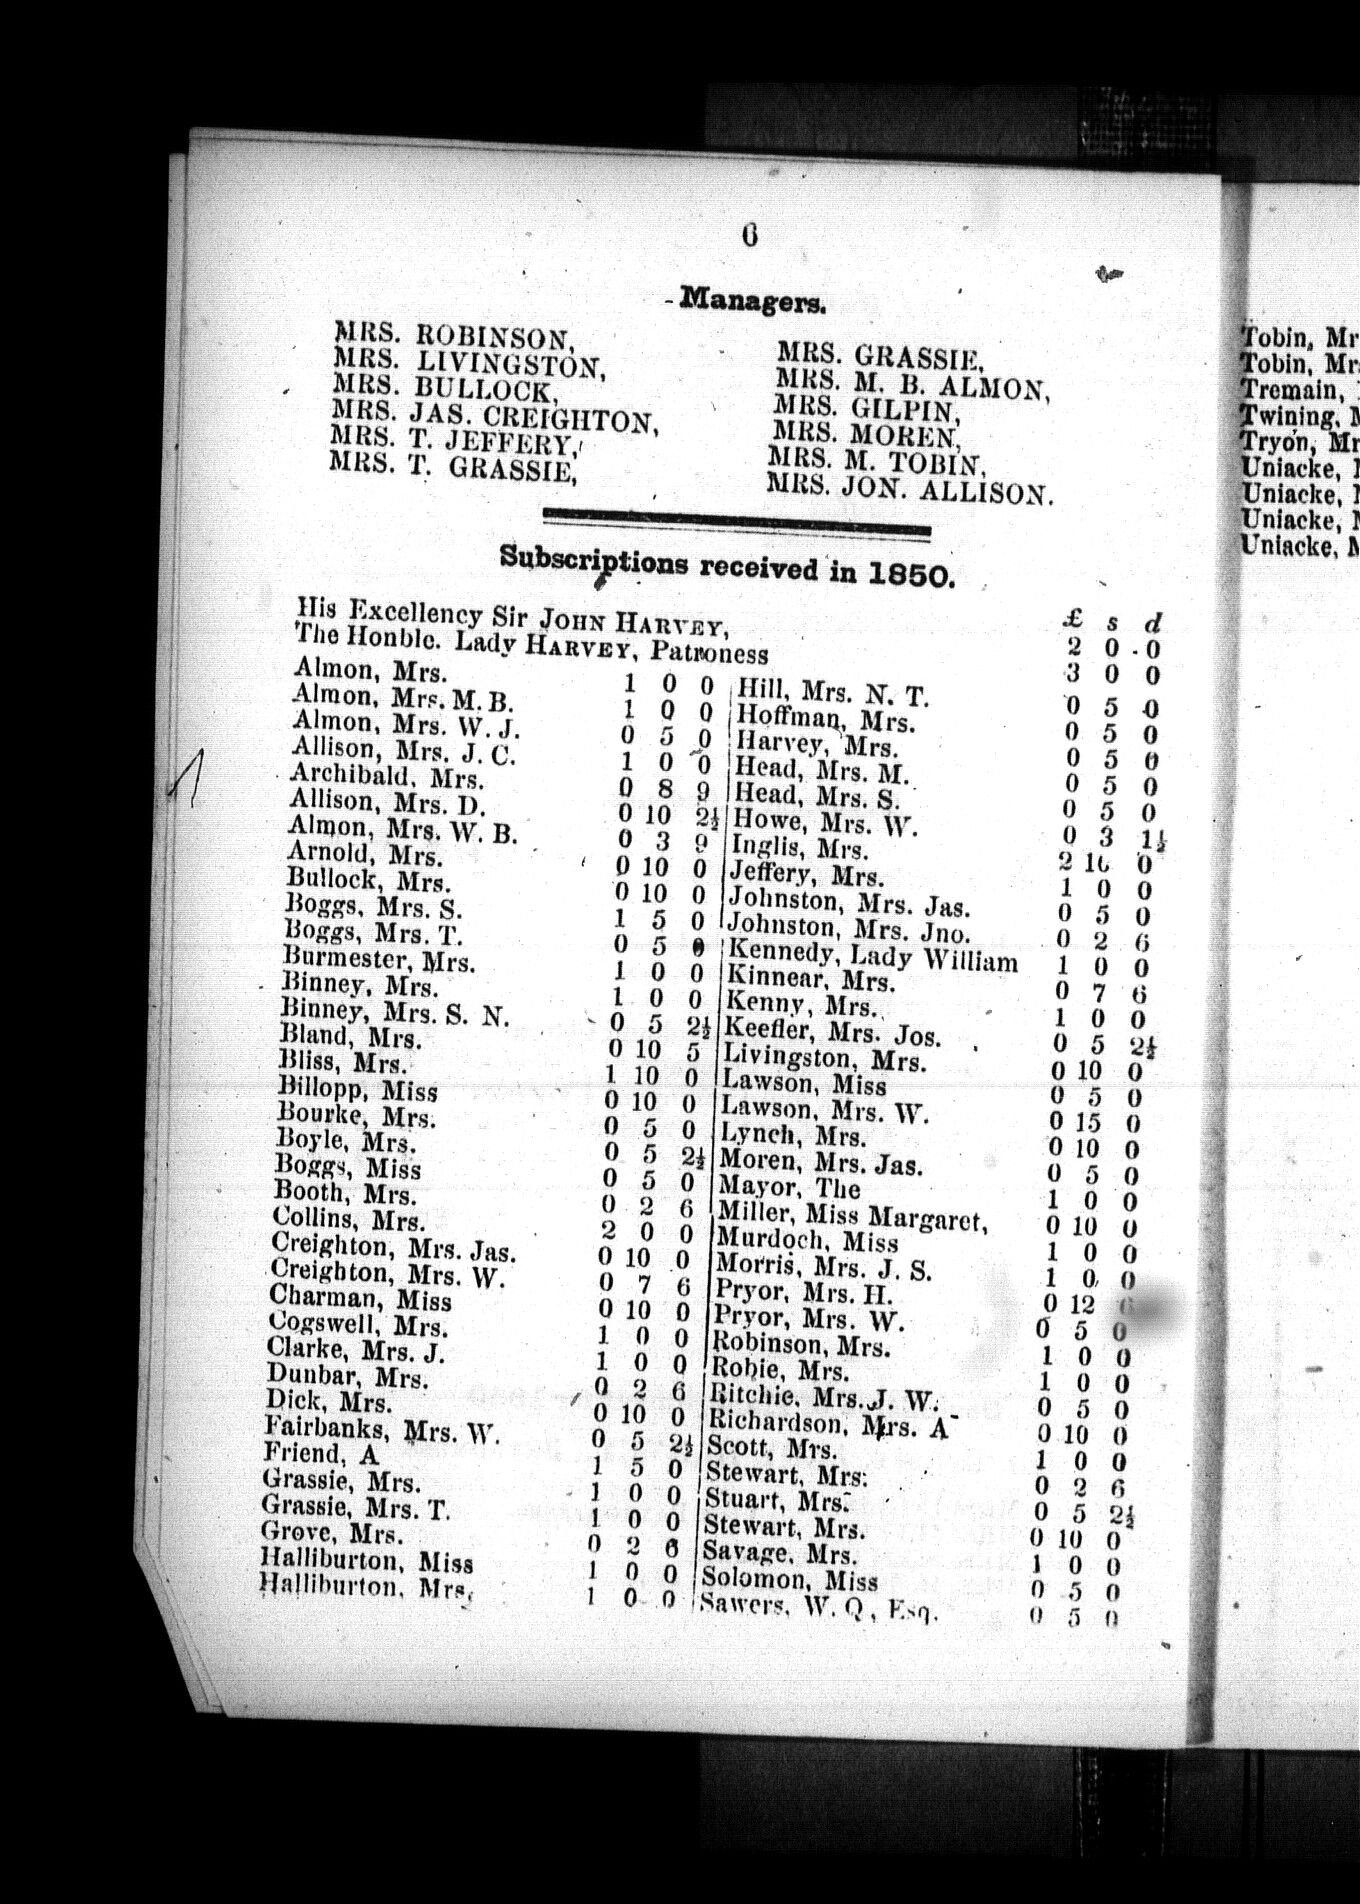 6
Managers.
MRS. ROBINSON,
MRS. LIVINGSTON,
MRS. BULLOCK,
MRS. JAS. CREIGHTON,
MRS. T. JEFFERY,
MRS. T. GRASSIE,
MRS. GRASSIE,
MRS. M. B. ALMON,
MRS. GILPIN,
MRS. MOREN,
MRS. M. TOBIN,
MRS. JON. ALLISON.
Subscriptions received in 1850.
£ s d
His Excellency Sir JOHN HARVEY, 2 0 0
The Honble. Lady HARVEY, Patroness 3 0 0
Almon, Mrs. 1 0 0
Almon, Mrs. M. B. 1 0 0
Almon, Mrs. W. J. 0 5 0
Allison, Mrs. J. C. 1 0 0
Archibald, Mrs. 0 8 9
Allison, Mrs. D. 0 10 2½
Almon, Mrs. W. B. 0 3 9
Arnold, Mrs. 0 10 0
Bullock, Mrs. 0 10 0
Boggs, Mrs. S. 1 5 0
Boggs, Mrs. T. 0 5 0
Burmester, Mrs. 1 0 0
Binney, Mrs. 1 0 0
Binney, Mrs. S. N. 0 5 2½
Bland, Mrs. 0 10 5
Bliss, Mrs. 1 10 0
Billopp, Miss 0 10 0
Bourke, Mrs. 0 5 0
Boyle, Mrs. 0 5 2½
Boggs, Miss 0 5 0
Booth, Mrs. 0 2 6
Collins, Mrs. 2 0 0
Creighton, Mrs. Jas. 0 10 0
Creighton, Mrs. W. 0 7 6
Charman, Miss 0 10 0
Cogswell, Mrs. 1 0 0
Clarke, Mrs. J. 1 0 0
Dunbar, Mrs. 0 2 6
Dick, Mrs. 0 10 0
Fairbanks, Mrs. W. 0 5 2½
Friend, A 1 5 0
Grassie, Mrs. 1 0 0
Grassie, Mrs. T. 1 0 0
Grove, Mrs. 0 2 6
Halliburton, Miss 1 0 0
Halliburton, Mrs. 1 0 0
Hill, Mrs. N. T. 0 5 0
Hoffman, Mrs. 0 5 0
Harvey, Mrs. 0 5 0
Head, Mrs. M. 0 5 0
Head, Mrs. S. 0 5 0
Howe, Mrs. W. 0 3 1½
Inglis, Mrs. 2 10 0
Jeffery, Mrs. 1 0 0
Johnston, Mrs. Jas. 0 5 0
Johnston, Mrs. Jno. 0 2 6
Kennedy, Lady William 1 0 0
Kinnear, Mrs. 0 7 6
Kenny, Mrs. 1 0 0
Keefler, Mrs. Jos. 0 5 2½
Livingston, Mrs. 0 10 0
Lawson, Miss 0 5 0
Lawson, Mrs. W. 0 15 0
Lynch, Mrs. 0 10 0
Moren, Mrs. Jas. 0 5 0
Mayor, The 1 0 0
Miller, Miss Margaret, 0 10 0
Murdoch, Miss 1 0 0
Morris, Mrs. J. S. 1 0 0
Pryor, Mrs. H. 0 12
Pryor, Mrs. W. 0 5 0
Robinson, Mrs. 1 0 0
Robie, Mrs. 1 0 0
Ritchie, Mrs. J. W. 0 5 0
Richardson, Mrs. A 0 10 0
Scott, Mrs. 1 0 0
Stewart, Mrs. 0 2 6
Stuart, Mrs. 0 5 2½
Stewart, Mrs. 0 10 0
Savage, Mrs. 1 0 0
Solomon, Miss 0 5 0
Sawers, W. Q, Esq. 0 5 0
Tobin, Mr
Tobin, Mr
Tremain,
Twining,
Tryon, Mr
Uniacke,
Uniacke,
Uniacke,
Uniacke,